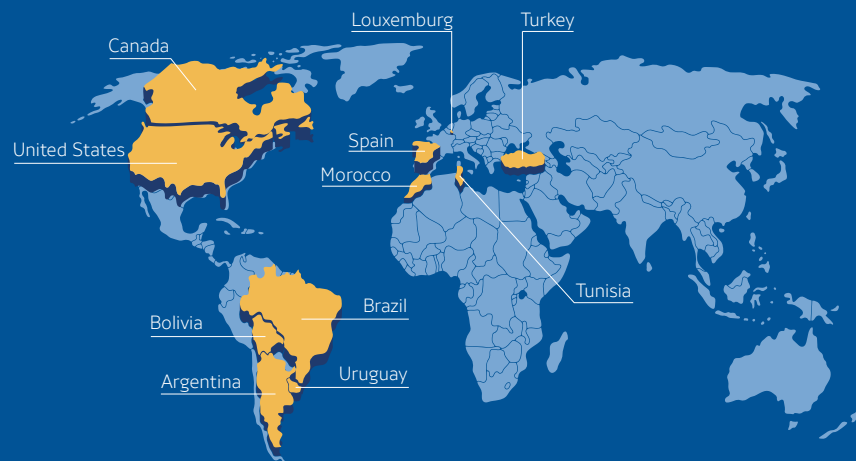 Louxemburg
Turkey
Canada
United States
Spain
Morocco
Tunisia
Brazil
Bolivia
Uruguay
Argentina